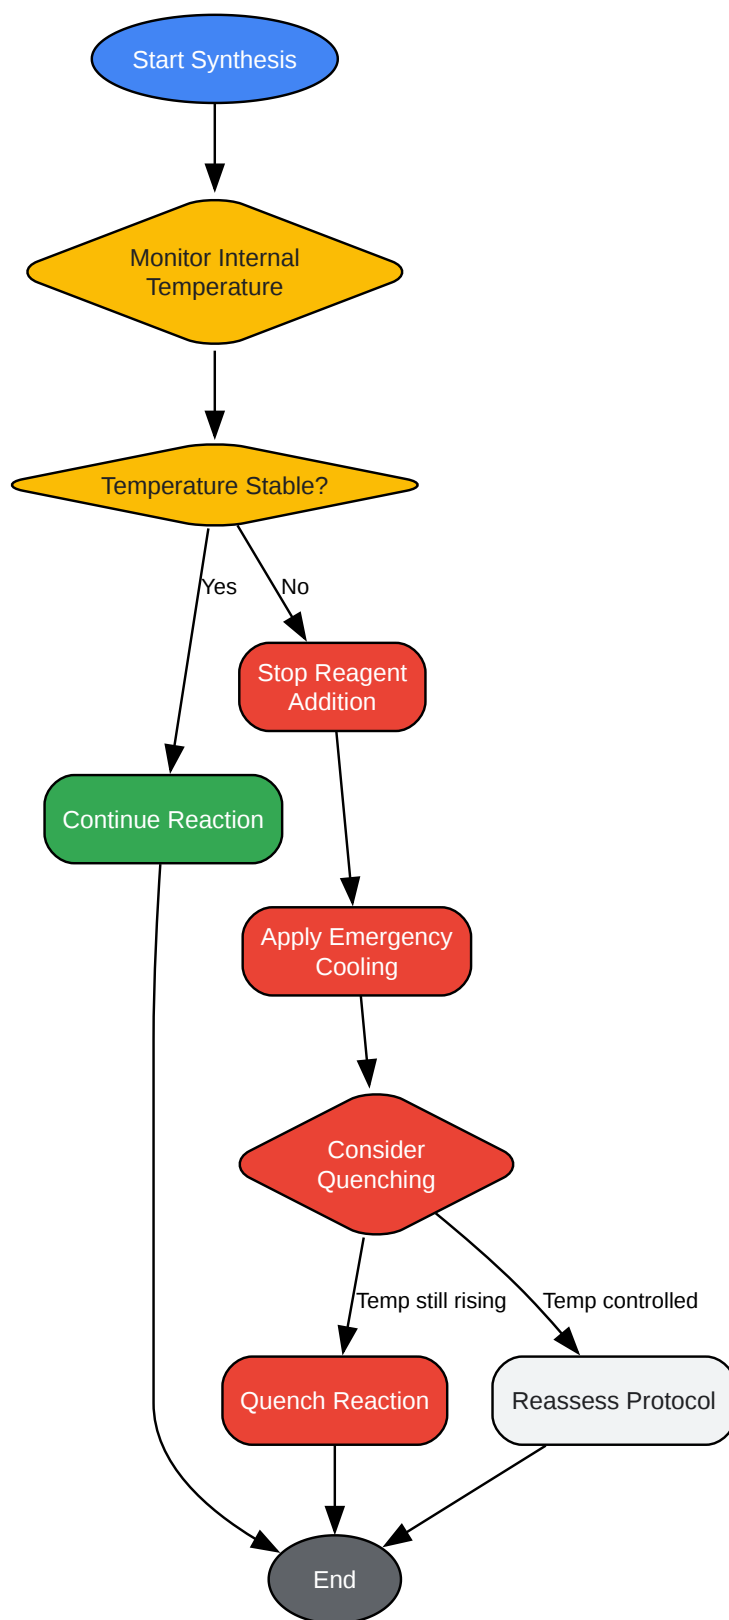 Start Synthesis
Monitor Internal
Temperature
Temperature Stable?
Yes
No
Stop Reagent
Addition
Continue Reaction
Apply Emergency
Cooling
Consider
Quenching
Temp still rising
Temp controlled
Quench Reaction
Reassess Protocol
End